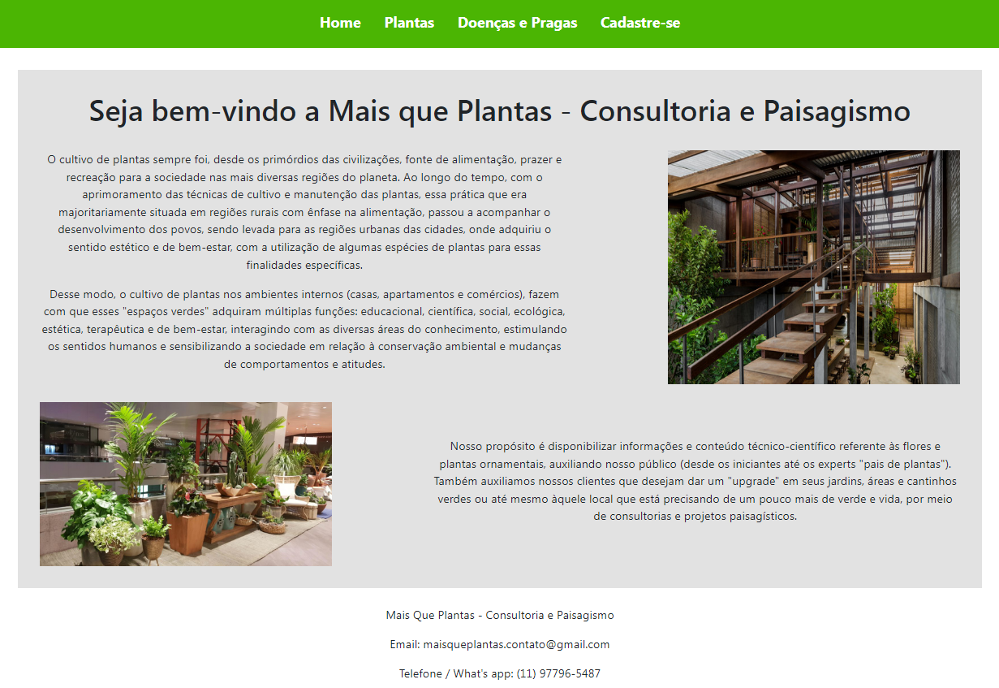 Home Plantas Doenças e Pragas Cadastre-se
Seja bem-vindo a Mais que Plantas - Consultoria e Paisagismo
O cultivo de plantas sempre foi, desde os primórdios das civilizações, fonte de alimentação, prazer e
recreação para a sociedade nas mais diversas regiões do planeta. Ao longo do tempo, com o
aprimoramento das técnicas de cultivo e manutenção das plantas, essa prática que era
majoritariamente situada em regiões rurais com ênfase na alimentação, passou a acompanhar o
desenvolvimento dos povos, sendo levada para as regiões urbanas das cidades, onde adquiriu o
sentido estético e de bem-estar, com a utilização de algumas espécies de plantas para essas
finalidades específicas.
Desse modo, o cultivo de plantas nos ambientes internos (casas, apartamentos e comércios), fazem
com que esses "espaços verdes" adquiram múltiplas funções: educacional, científica, social, ecológica,
estética, terapêutica e de bem-estar, interagindo com as diversas áreas do conhecimento, estimulando
os sentidos humanos e sensibilizando a sociedade em relação à conservação ambiental e mudanças
de comportamentos e atitudes.
Nosso propósito é disponibilizar informações e conteúdo técnico-científico referente às flores e
plantas ornamentais, auxiliando nosso público (desde os iniciantes até os experts "pais de plantas").
Também auxiliamos nossos clientes que desejam dar um "upgrade" em seus jardins, áreas e cantinhos
verdes ou até mesmo àquele local que está precisando de um pouco mais de verde e vida, por meio
de consultorias e projetos paisagísticos.
Mais Que Plantas - Consultoria e Paisagismo
Email: maisqueplantas.contato@gmail.com
Telefone / What's app: (11) 97796-5487